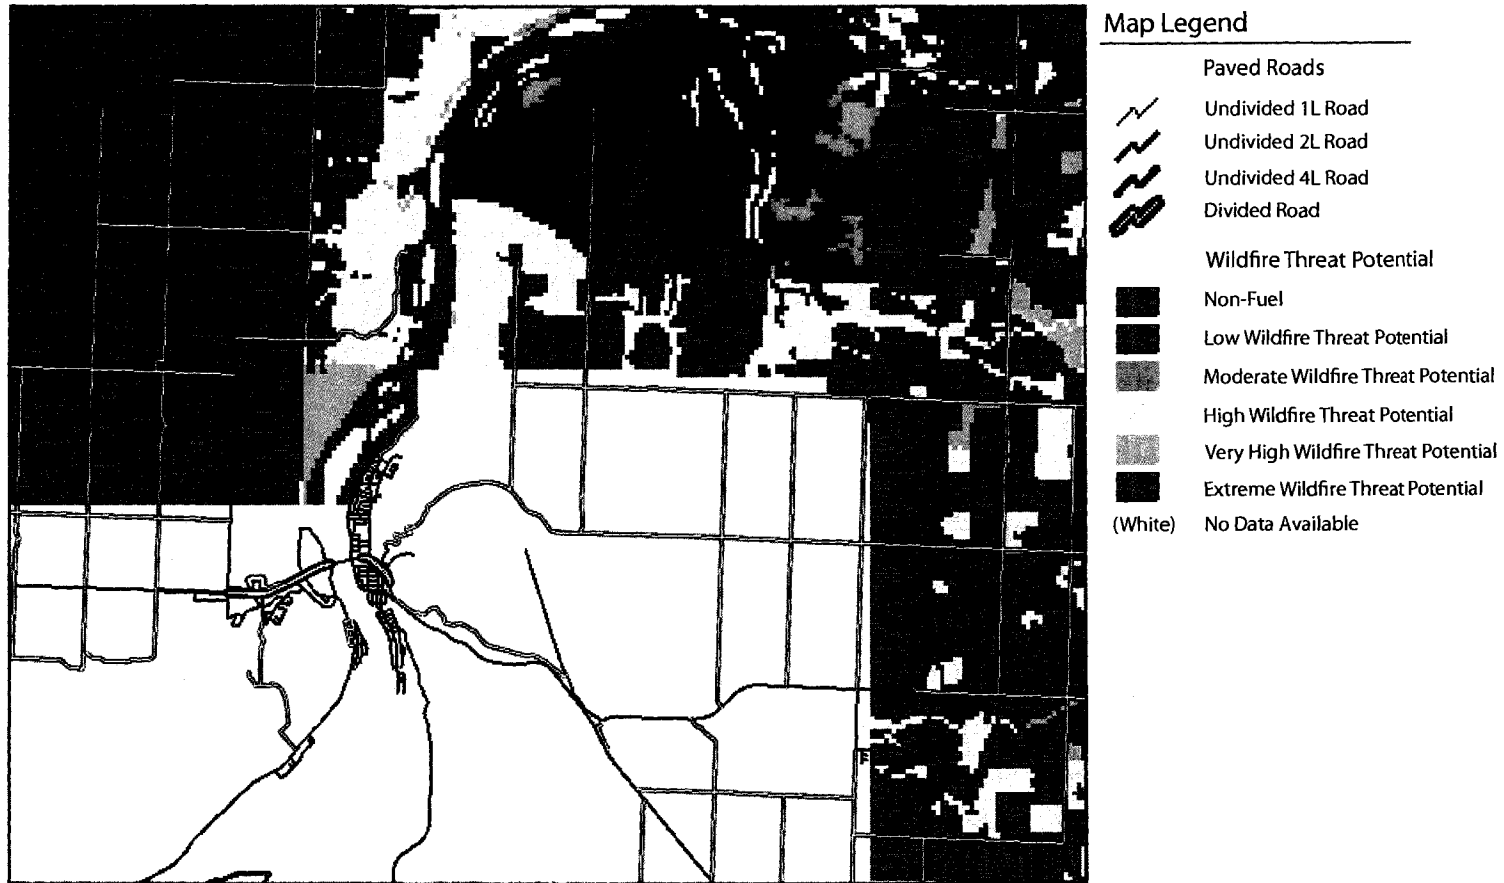 Map Legend
Paved Roads
Undivided 1L Road
Undivided 2L Road
Undivided 4L Road
Divided Road
Wildfire Threat Potential
Non-Fuel
Low Wildfire Threat Potential
Moderate Wildfire Threat Potential
High Wildfire Threat Potential
Very High Wildfire Threat Potential
Extreme Wildfire Threat Potential
(White) No Data Available